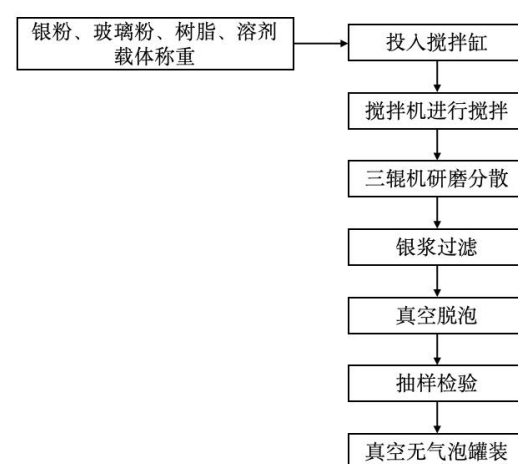 银粉、玻璃粉、树脂、溶剂
载体称重
投入搅拌缸
搅拌机进行搅拌
三辊机研磨分散
银浆过滤
真空脱泡
抽样检验
真空无气泡罐装